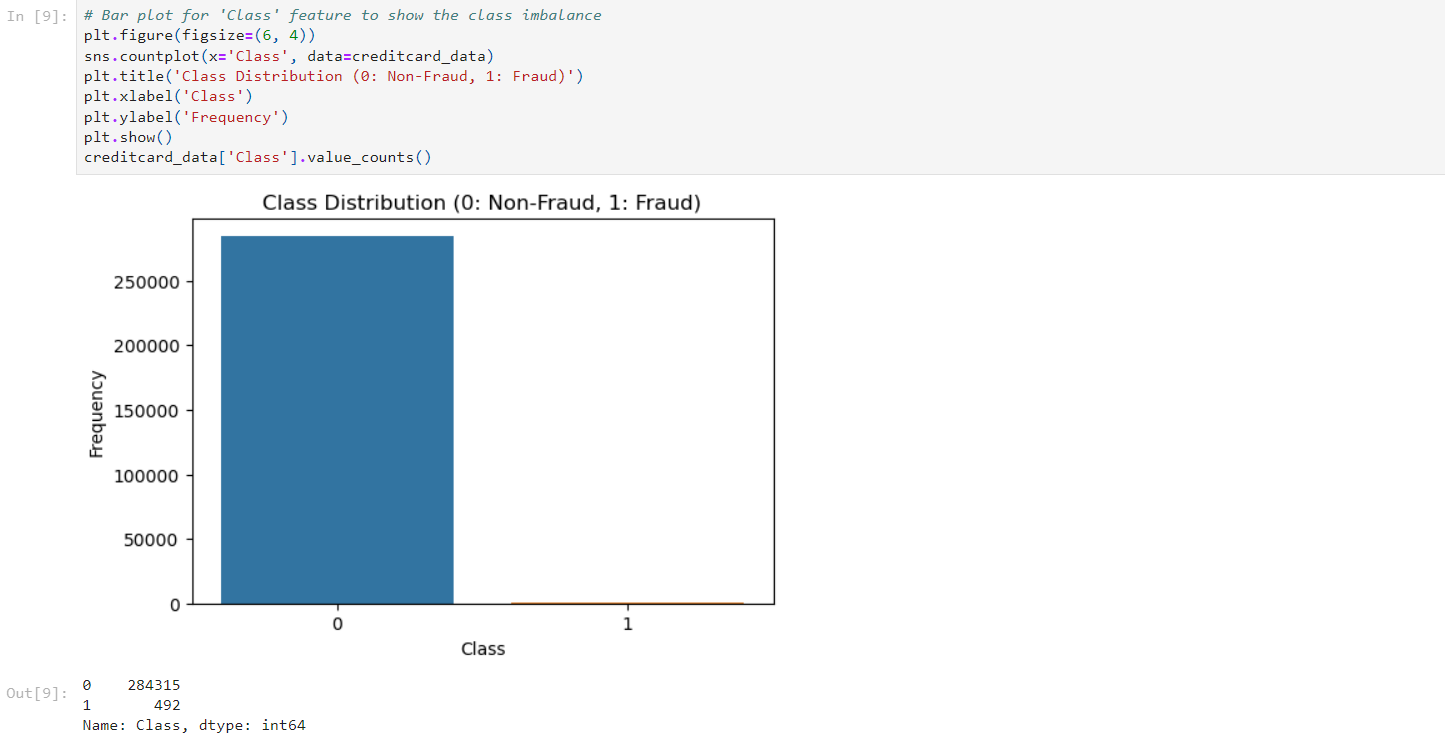 In [9]:
# Bar plot for 'Class' feature to show the class imbalance
plt.figure(figsize=(6, 4))
sns.countplot(x='Class', data=creditcard_data)
plt.title('Class Distribution (0: Non-Fraud, 1: Fraud)')
plt.xlabel('Class')
plt.ylabel('Frequency')
plt.show()
creditcard_data['Class'].value_counts()
Class Distribution (0: Non-Fraud, 1: Fraud)
Frequency
250000
200000
150000
100000
50000
0
0 1
Class
Out[9]:
0    284315
1       492
Name: Class, dtype: int64